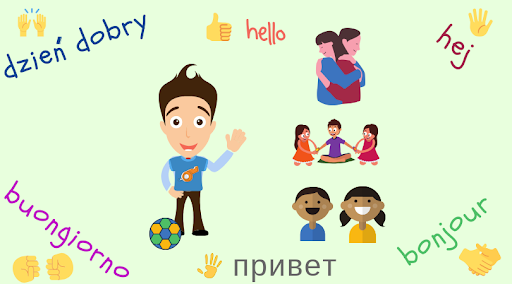 dzień dobry
hello
hej
buongiorno
привет
bonjour